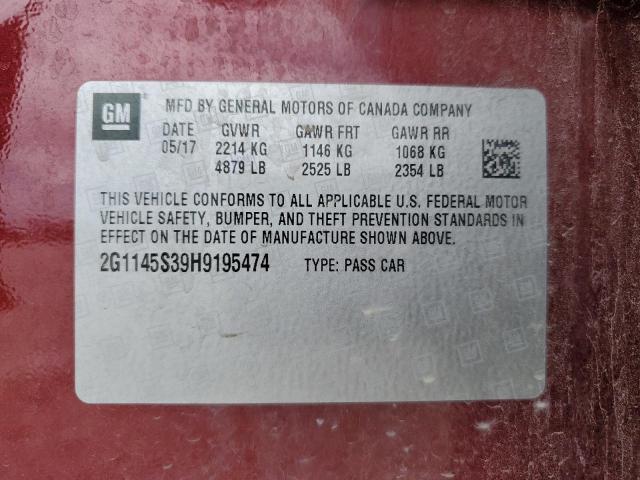 GM
MFD BY GENERAL MOTORS OF CANADA COMPANY
DATE GVWR GAWR FRT GAWR RR
05/17 2214 KG 1146 KG 1068 KG
4879 LB 2525 LB 2354 LB
THIS VEHICLE CONFORMS TO ALL APPLICABLE U.S. FEDERAL MOTOR
VEHICLE SAFETY, BUMPER, AND THEFT PREVENTION STANDARDS IN
EFFECT ON THE DATE OF MANUFACTURE SHOWN ABOVE.
2G1145S39H9195474 TYPE: PASS CAR